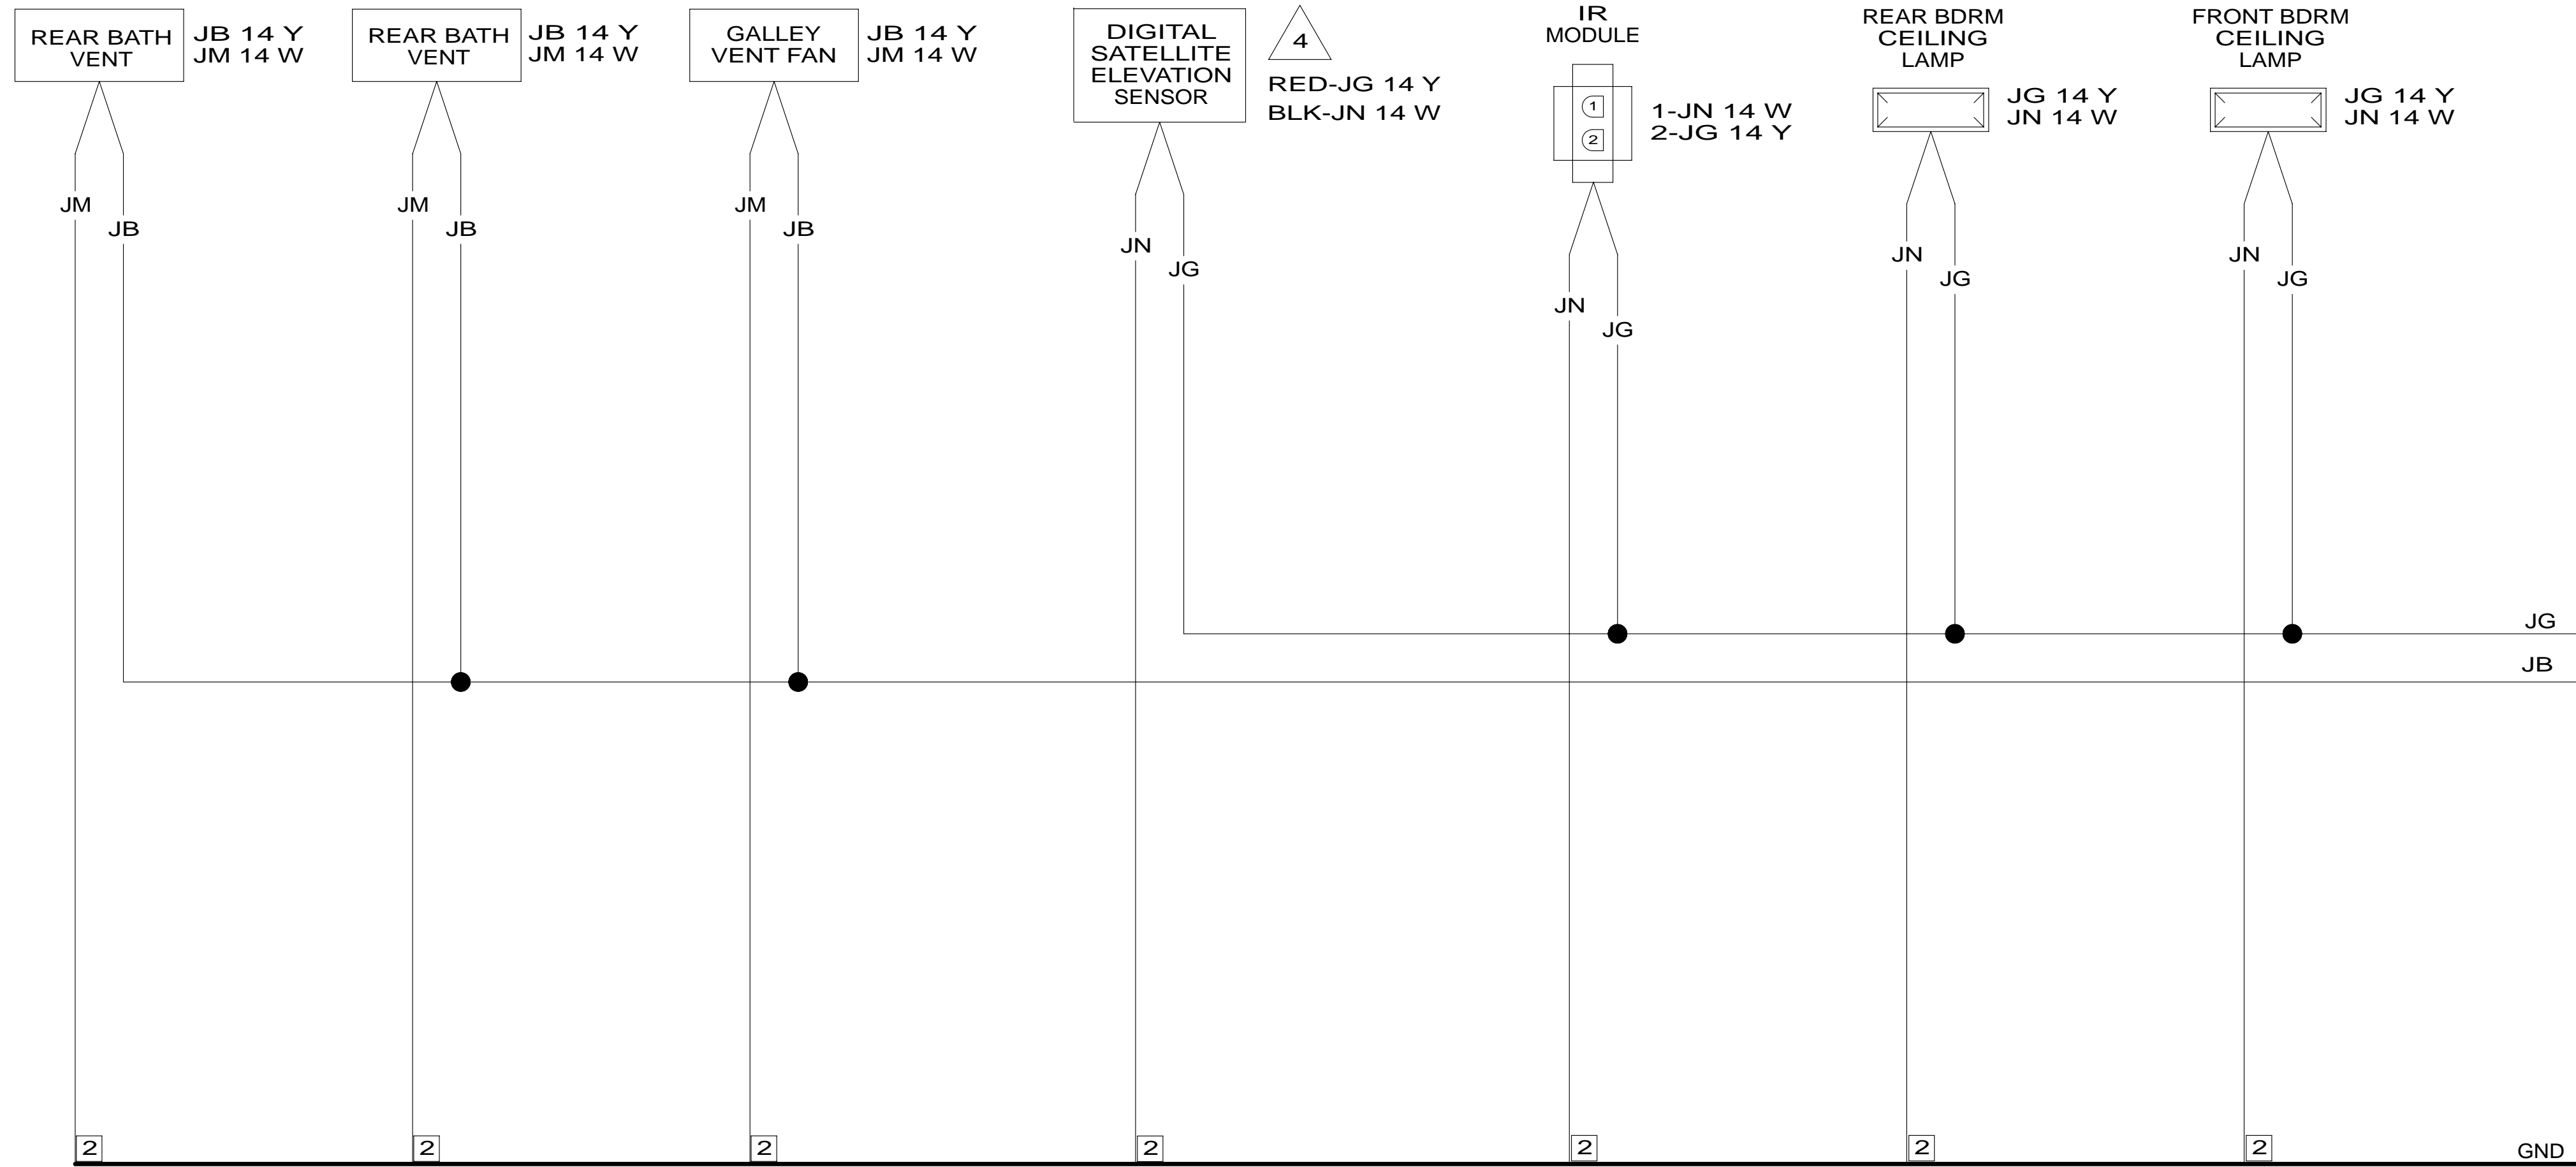 REAR BATH
VENT
JB 14 Y
JM 14 W
REAR BATH
VENT
JB 14 Y
JM 14 W
GALLEY
VENT FAN
JB 14 Y
JM 14 W
DIGITAL
SATELLITE
ELEVATION
SENSOR
4
RED-JG 14 Y
BLK-JN 14 W
IR
MODULE
1
2
1-JN 14 W
2-JG 14 Y
REAR BDRM
CEILING
LAMP
JG 14 Y
JN 14 W
FRONT BDRM
CEILING
LAMP
JG 14 Y
JN 14 W
JM
JB
JM
JB
JM
JB
JN
JG
JN
JG
JN
JG
JN
JG
JG
JB
2
2
2
2
2
2
2
GND